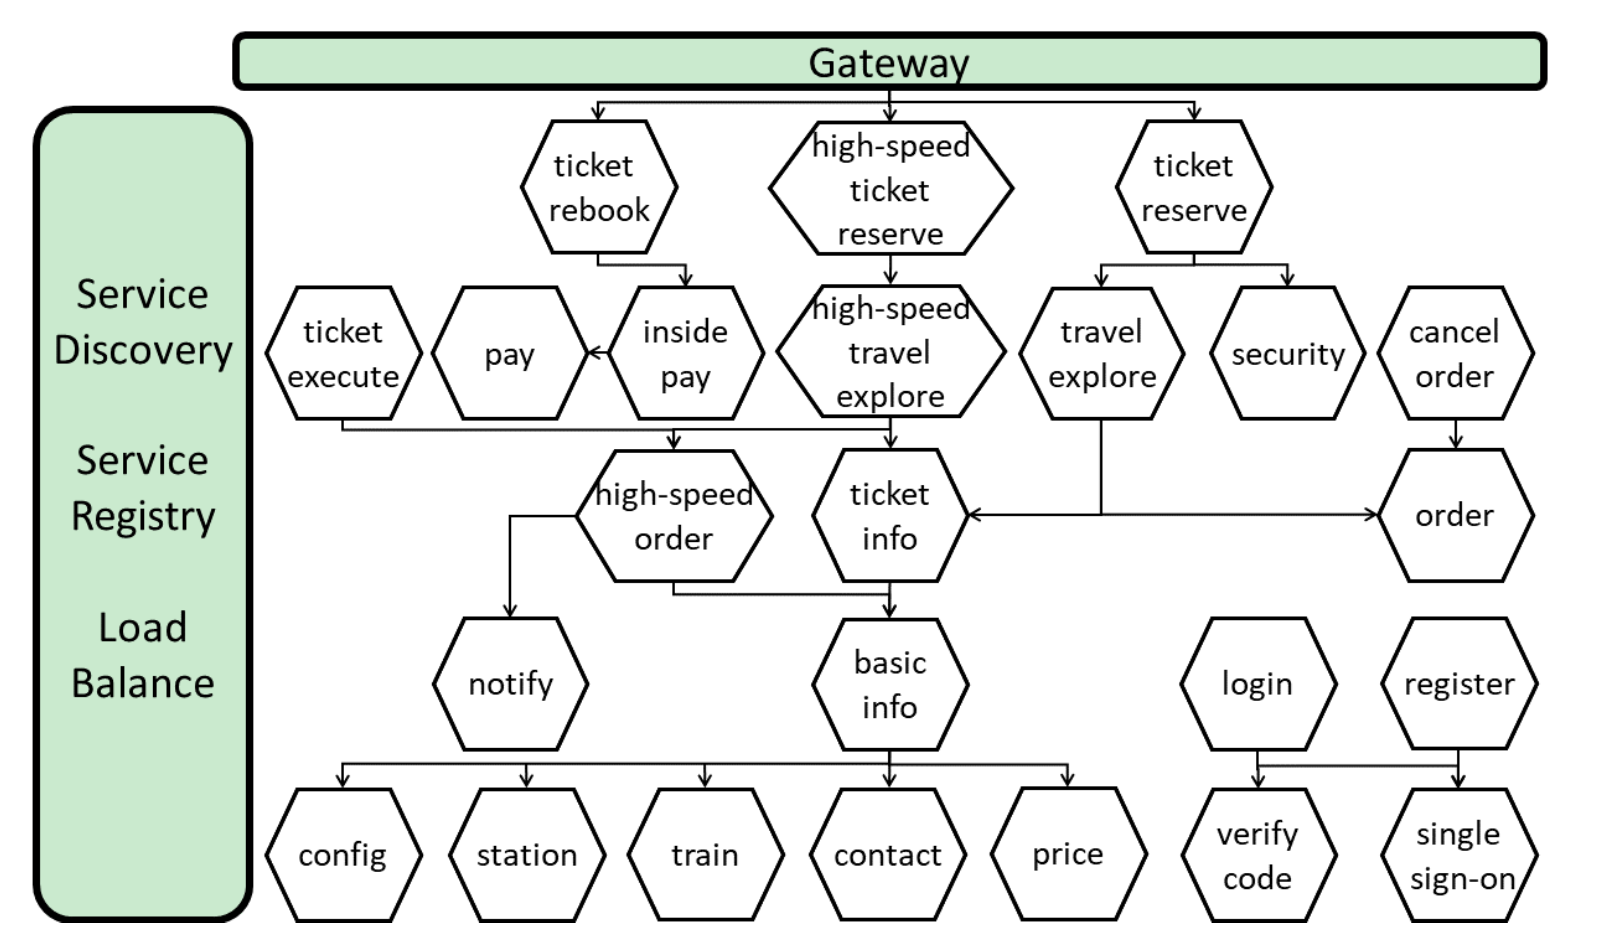 Gateway
ticket
rebook
high-speed
ticket
reserve
ticket
reserve
Service
Discovery
Service
Registry
Load
Balance
ticket
execute
pay
inside
pay
high-speed
travel
explore
travel
explore
security
cancel
order
high-speed
order
ticket
info
order
notify
basic
info
login
register
config
station
train
contact
price
verify
code
single
sign-on